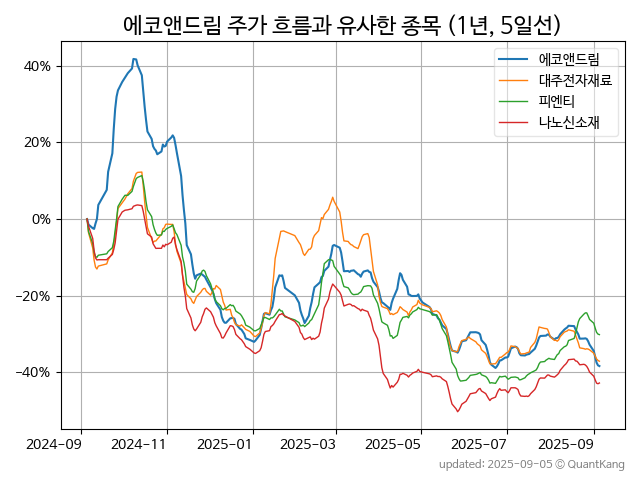 에코앤드림 주가 흐름과 유사한 종목 (1년, 5일선)
에코앤드림
대주전자재료
피엔티
나노신소재
40%
20%
0%
−20%
−40%
2024-09
2024-11
2025-01
2025-03
2025-05
2025-07
2025-09
updated: 2025-09-05 © QuantKang